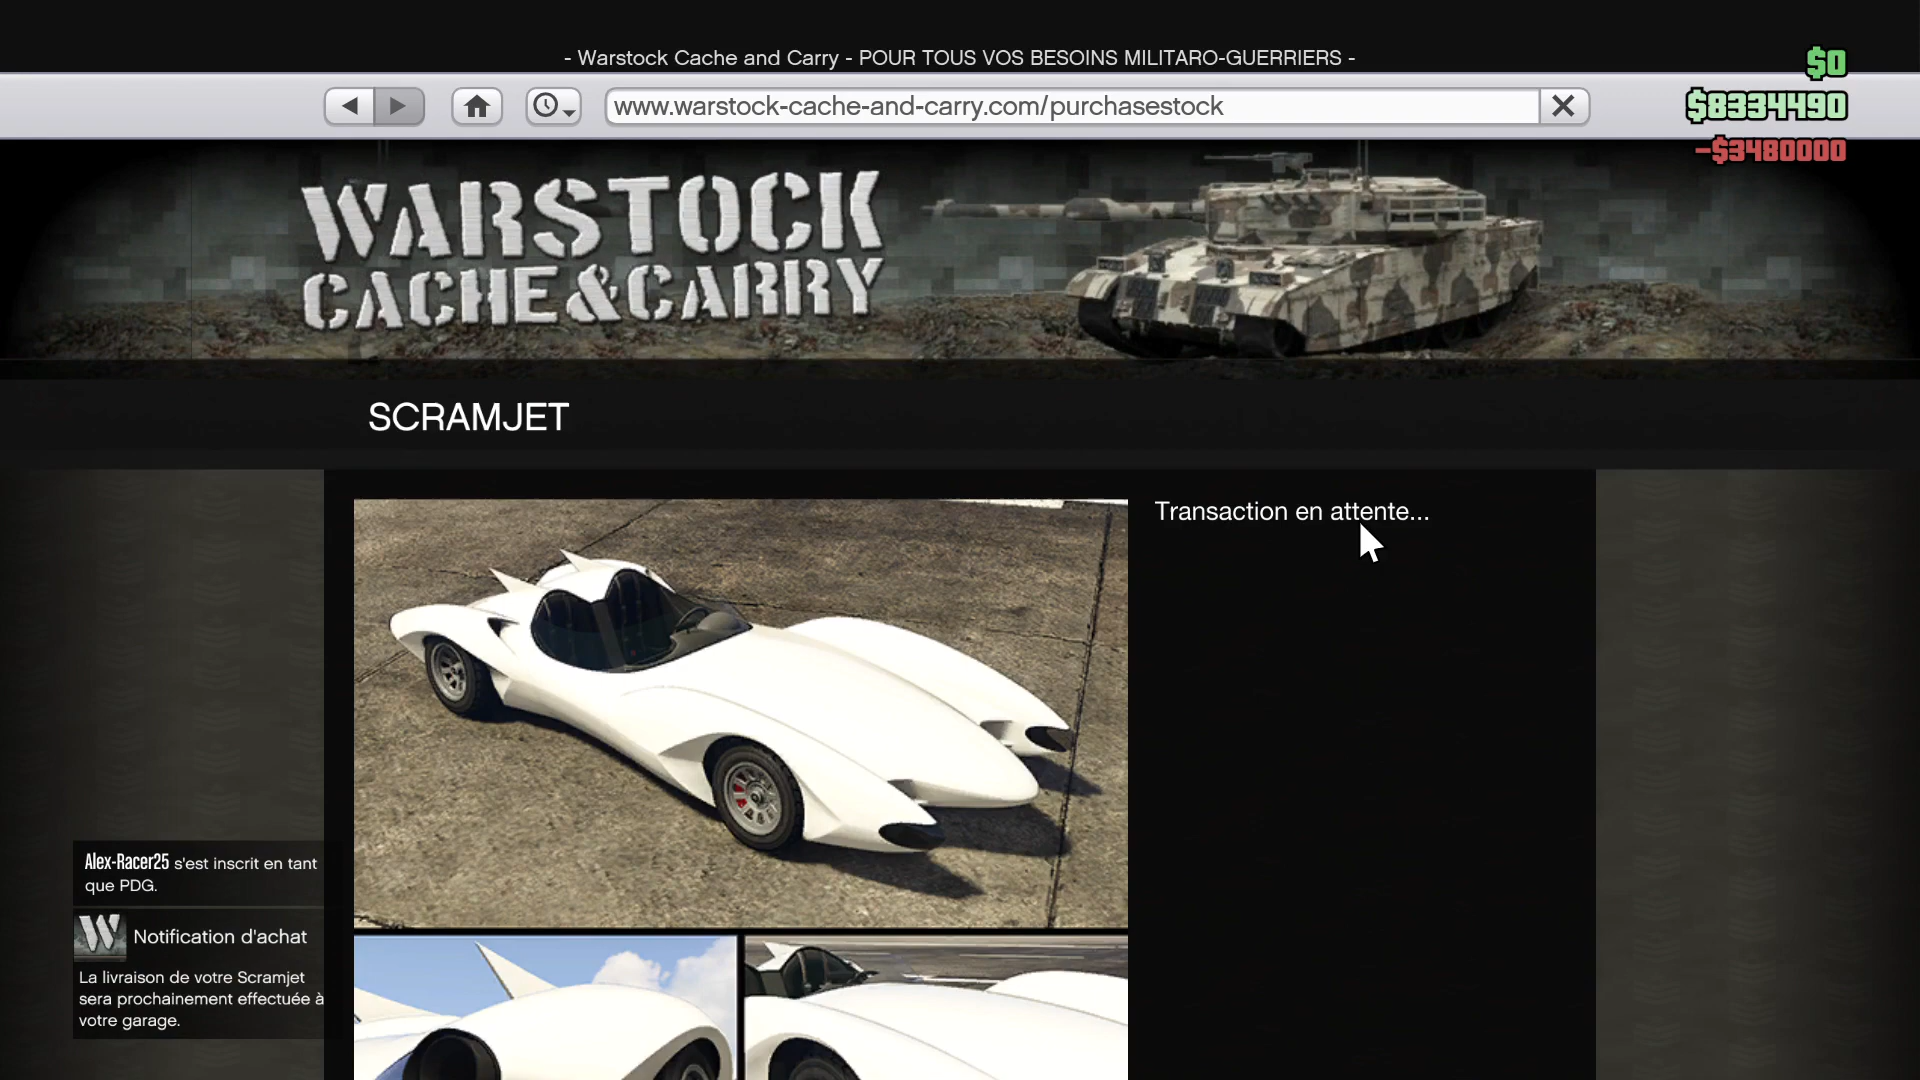 - Warstock Cache and Carry - POUR TOUS VOS BESOINS MILITARO-GUERRIERS -
$0
www.warstock-cache-and-carry.com/purchasestock
$8334490
-$3480000
WARSTOCK
CACHE&CARRY
SCRAMJET
Transaction en attente...
Alex-Racer25 s'est inscrit en tant
que PDG.
W
Notification d'achat
La livraison de votre Scramjet
sera prochainement effectuée à
votre garage.